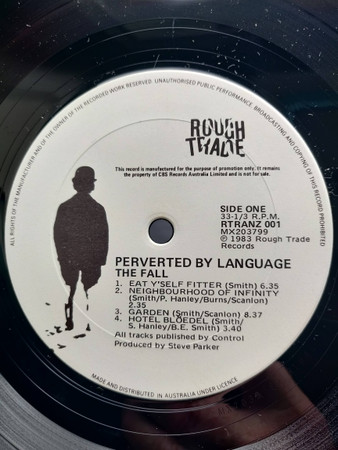 ALL RIGHTS OF THE MANUFACTURER AND OF THE OWNER OF THE RECORDED WORK RESERVED. UNAUTHORISED PUBLIC PERFORMANCE, BROADCASTING AND COPYING OF THIS RECORD PROHIBITED
ROUGH
TRADE
This record is manufactured for the purpose of promotion only. It remains
the property of CBS Records Australia Limited and is not for sale.
SIDE ONE
33-1/3 R.P.M.
RTRANZ 001
MX203799
℗ 1983 Rough Trade
Records
PERVERTED BY LANGUAGE
THE FALL
1. EAT Y'SELF FITTER (Smith) 6.35
2. NEIGHBOURHOOD OF INFINITY
(Smith/P. Hanley/Burns/Scanlon)
2.35
3. GARDEN (Smith/Scanlon) 8.37
4. HOTEL BLOEDEL (Smith/
S. Hanley/B.E. Smith) 3.40
All tracks published by Control
Produced by Steve Parker
MADE AND DISTRIBUTED IN AUSTRALIA UNDER LICENCE